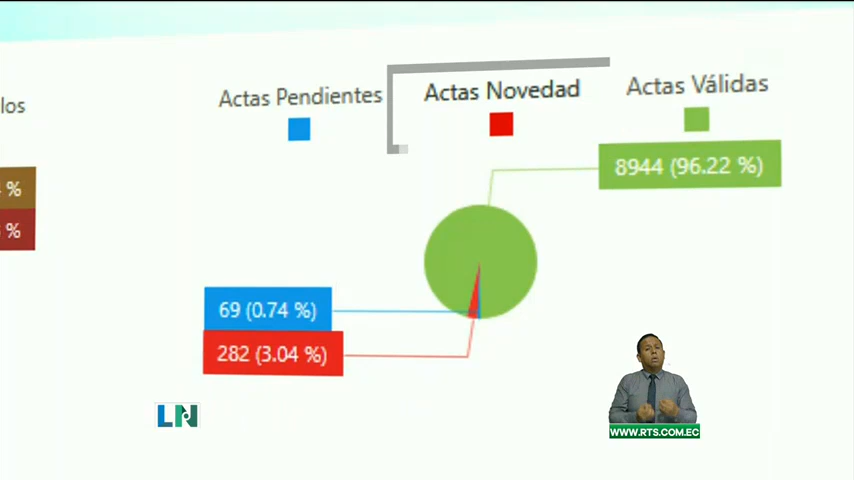 los
Actas Pendientes
Actas Novedad
Actas Válidas
%
%
8944 (96.22 %)
69 (0.74 %)
282 (3.04 %)
LN
WWW.RTS.COM.EC